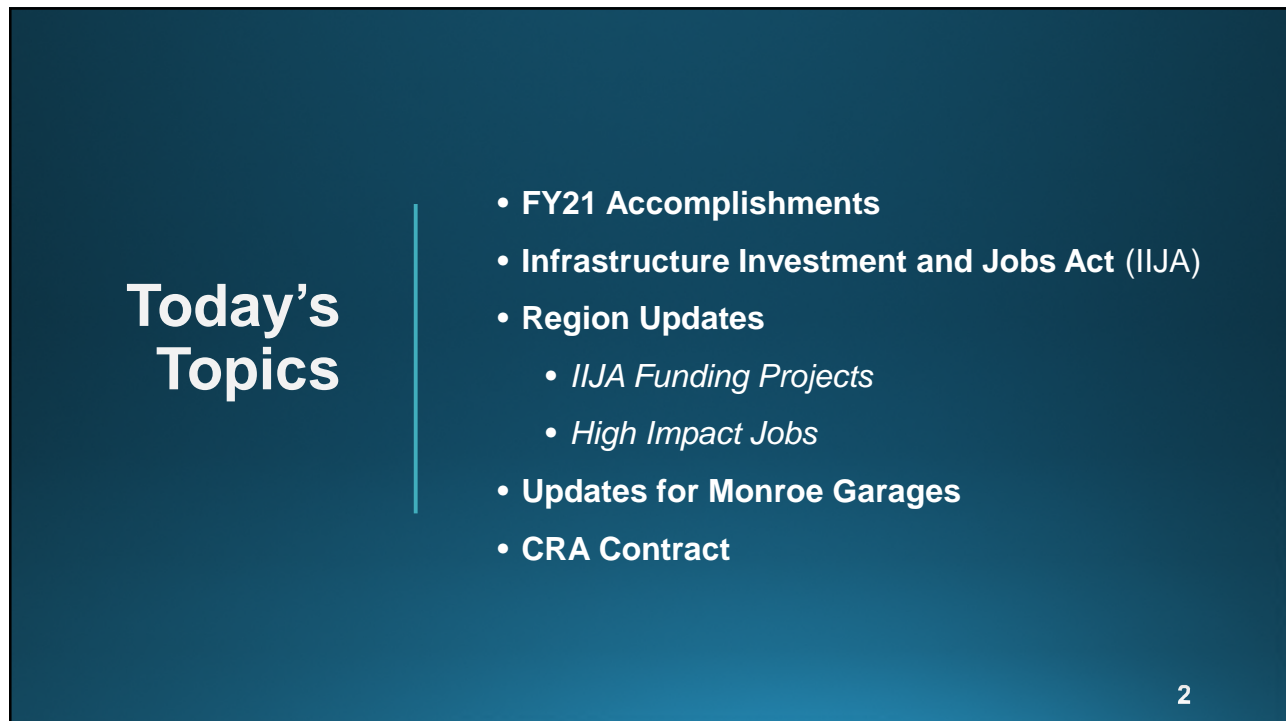 Today’s
Topics
• FY21 Accomplishments
• Infrastructure Investment and Jobs Act (IIJA)
• Region Updates
• IIJA Funding Projects
• High Impact Jobs
• Updates for Monroe Garages
• CRA Contract
2